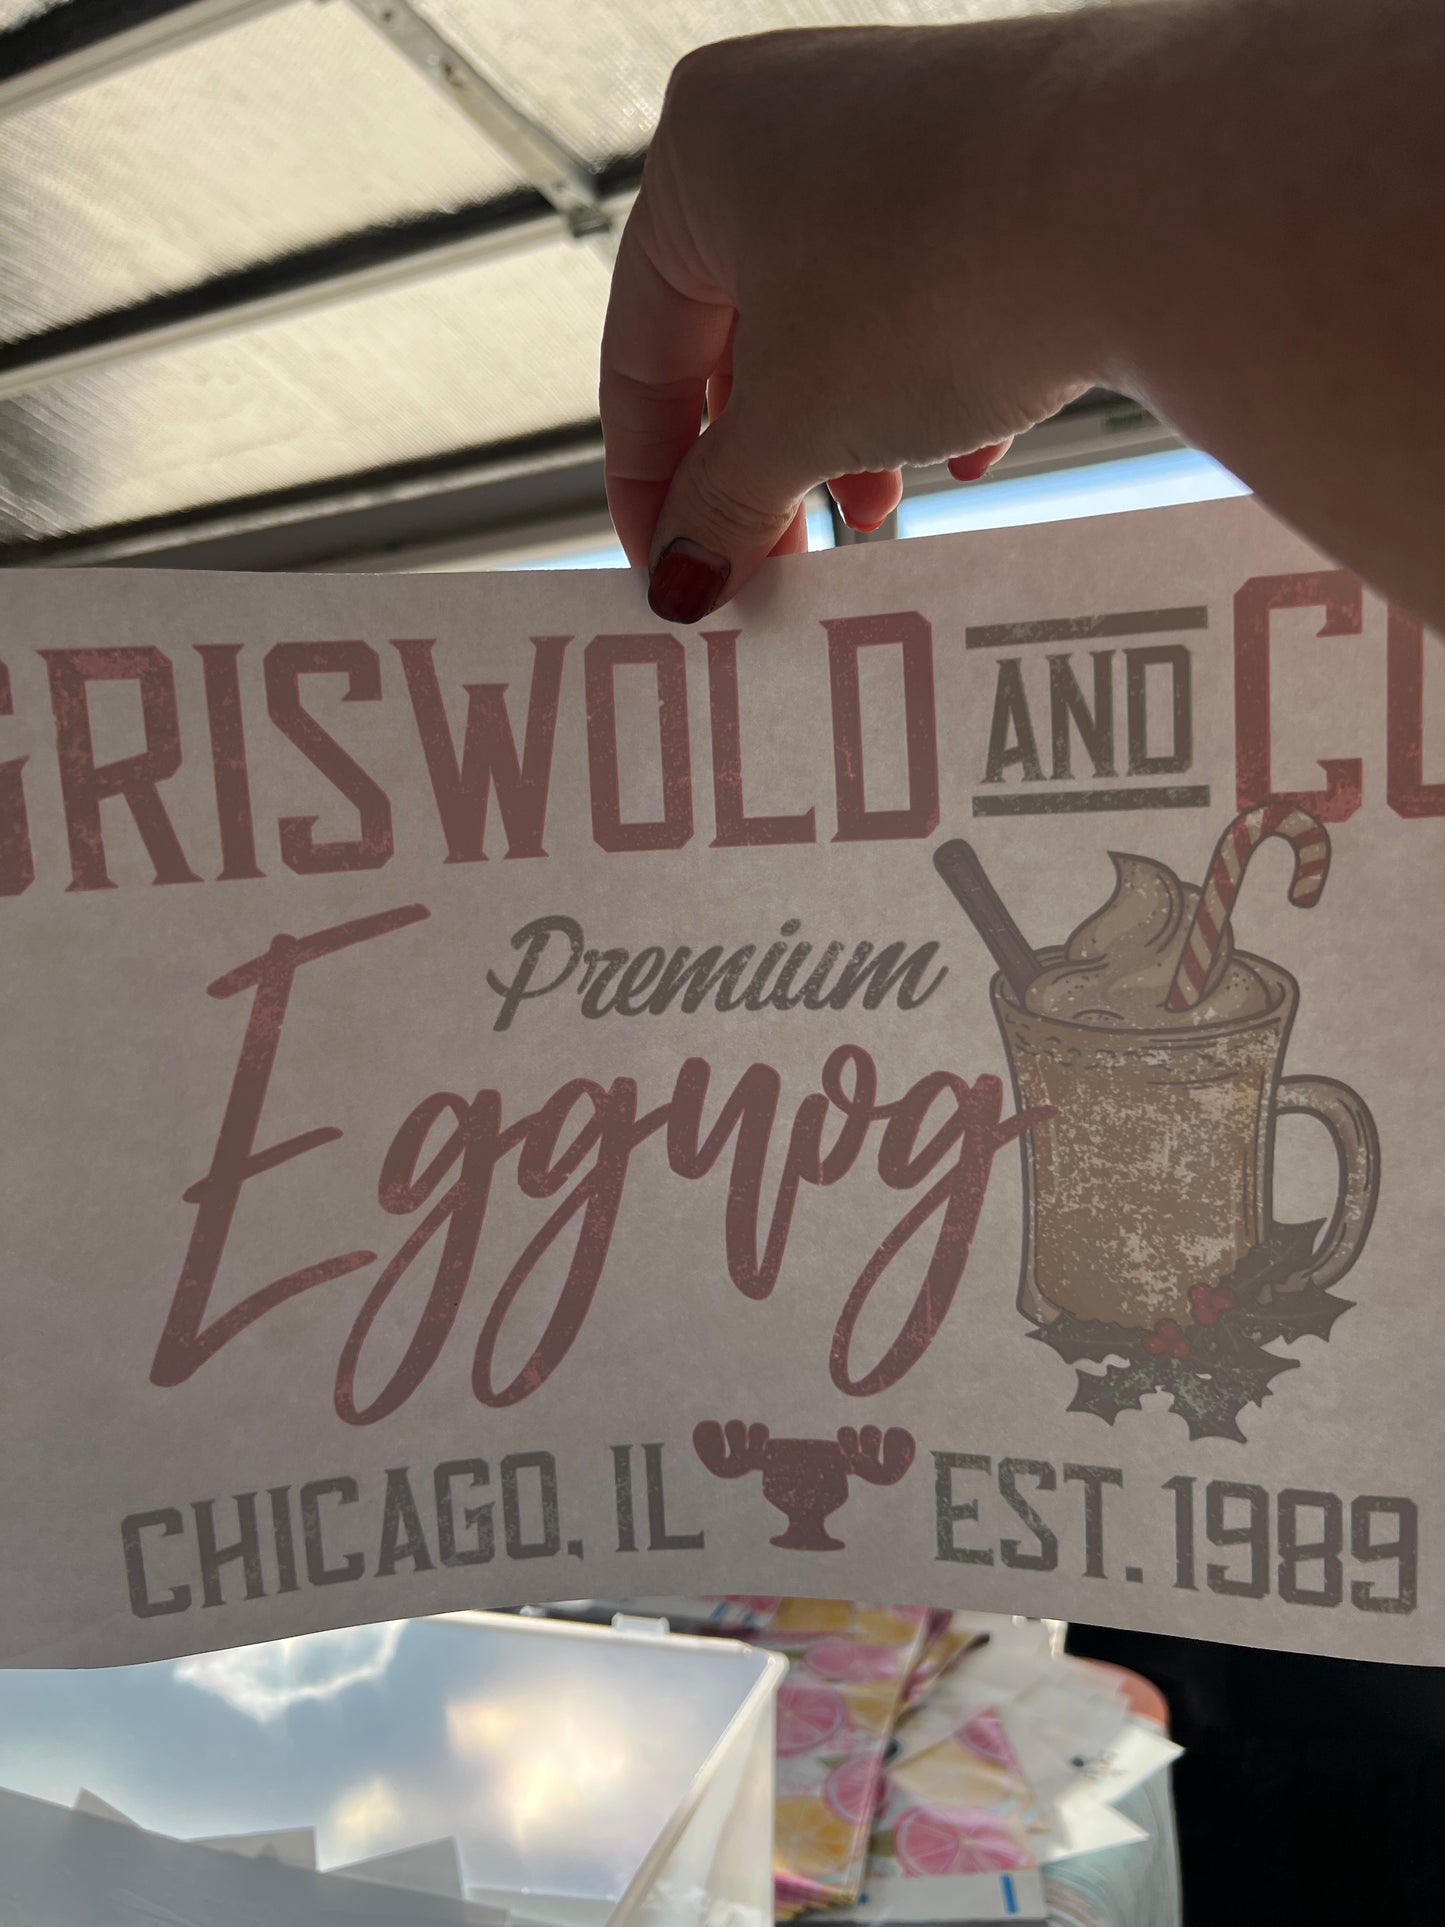 GRISWOLD AND CO
Premium
Eggnog
CHICAGO, IL EST. 1989